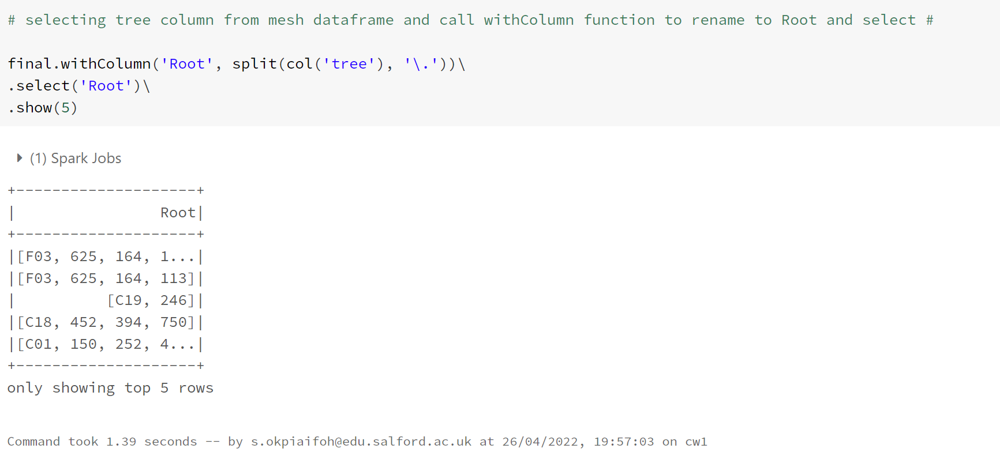 # selecting tree column from mesh dataframe and call withColumn function to rename to Root and select #
final.withColumn('Root', split(col('tree'), '\.'))\
.select('Root')\
.show(5)
(1) Spark Jobs
+--------------------+
|                Root|
+--------------------+
|[F03, 625, 164, 1...|
|[F03, 625, 164, 113]|
|          [C19, 246]|
|[C18, 452, 394, 750]|
|[C01, 150, 252, 4...|
+--------------------+
only showing top 5 rows
Command took 1.39 seconds -- by s.okpiaifoh@edu.salford.ac.uk at 26/04/2022, 19:57:03 on cw1